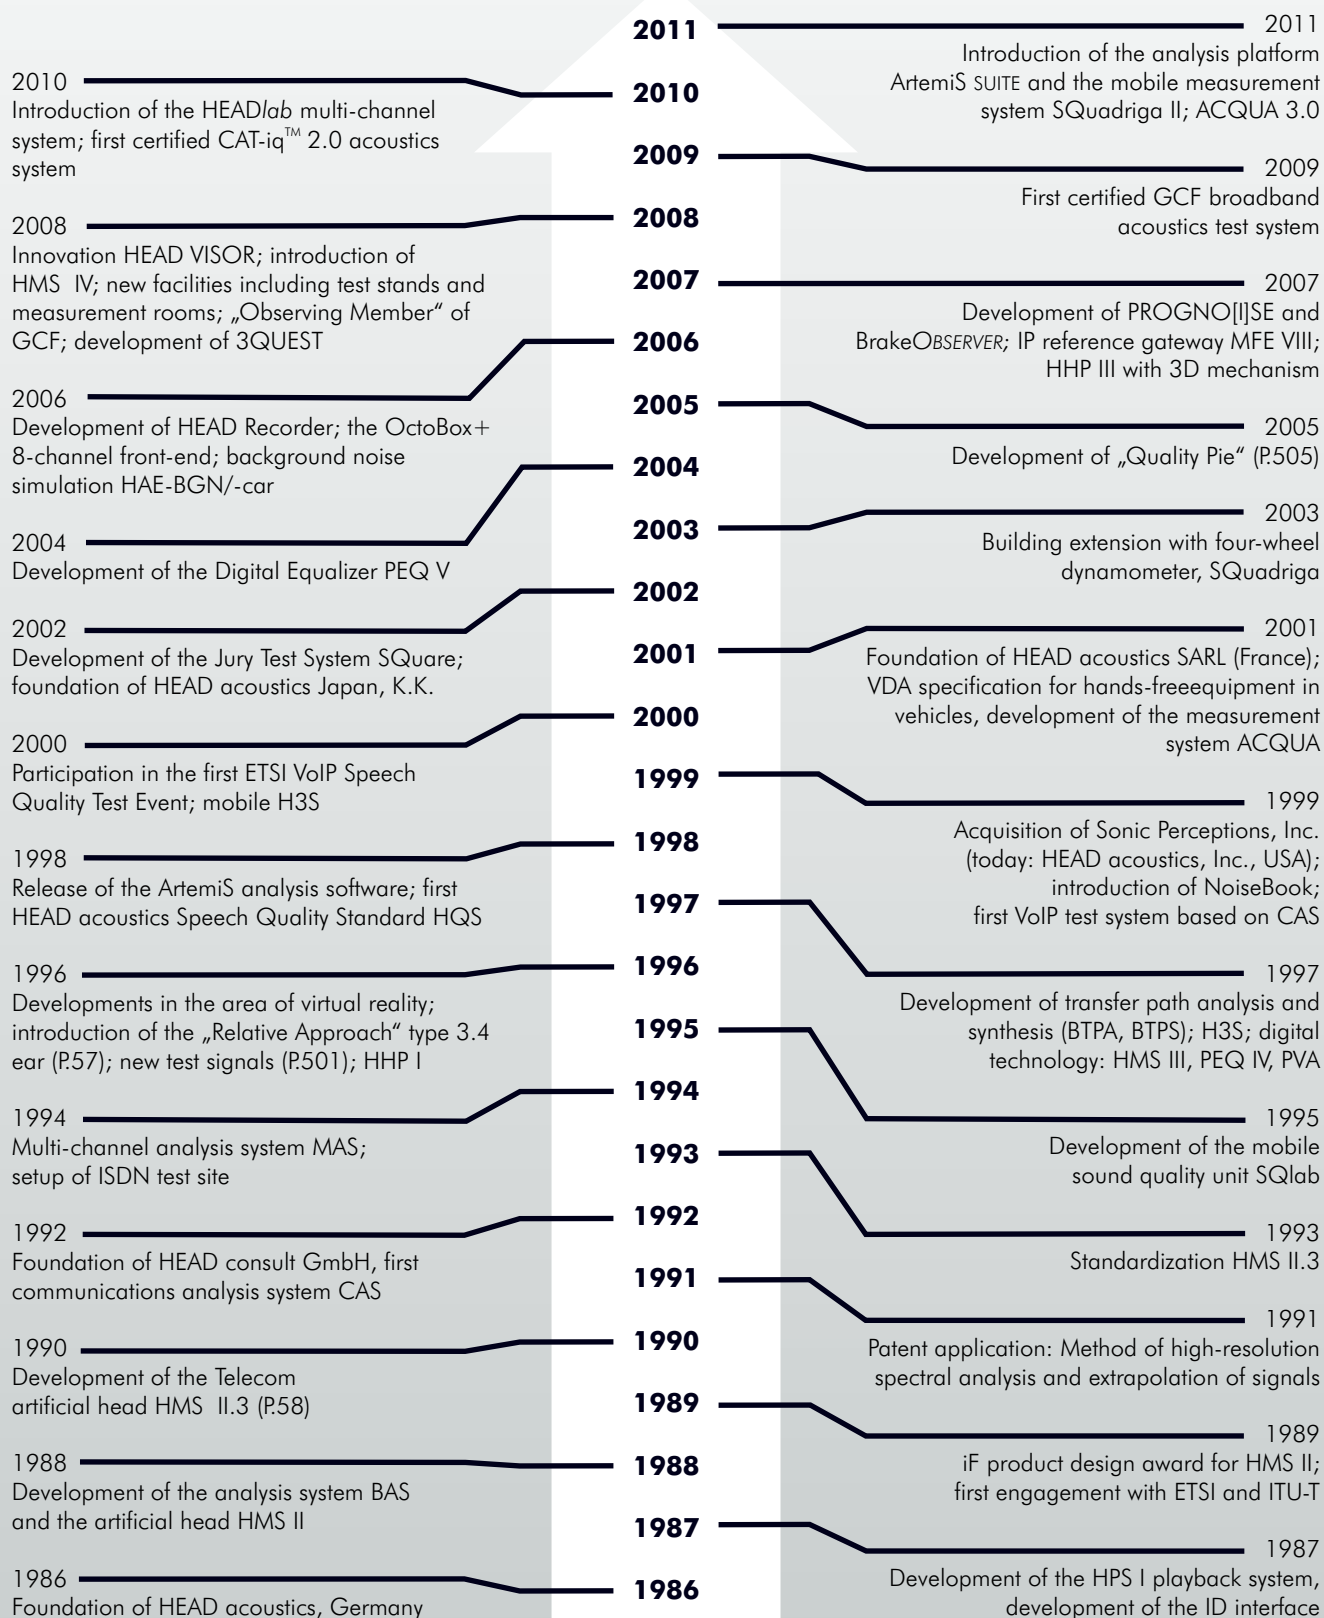 2011
2010
2009
2008
2007
2006
2005
2004
2003
2002
2001
2000
1999
1998
1997
1996
1995
1994
1993
1992
1991
1990
1989
1988
1987
1986
2010
Introduction of the HEADlab multi-channel
system; first certified CAT-iq™ 2.0 acoustics
system
2008
Innovation HEAD VISOR; introduction of
HMS IV; new facilities including test stands and
measurement rooms; „Observing Member“ of
GCF; development of 3QUEST
2006
Development of HEAD Recorder; the OctoBox+
8-channel front-end; background noise
simulation HAE-BGN/-car
2004
Development of the Digital Equalizer PEQ V
2002
Development of the Jury Test System SQuare;
foundation of HEAD acoustics Japan, K.K.
2000
Participation in the first ETSI VoIP Speech
Quality Test Event; mobile H3S
1998
Release of the ArtemiS analysis software; first
HEAD acoustics Speech Quality Standard HQS
1996
Developments in the area of virtual reality;
introduction of the „Relative Approach“ type 3.4
ear (P.57); new test signals (P.501); HHP I
1994
Multi-channel analysis system MAS;
setup of ISDN test site
1992
Foundation of HEAD consult GmbH, first
communications analysis system CAS
1990
Development of the Telecom
artificial head HMS II.3 (P.58)
1988
Development of the analysis system BAS
and the artificial head HMS II
1986
Foundation of HEAD acoustics, Germany
2011
Introduction of the analysis platform
ArtemiS SUITE and the mobile measurement
system SQuadriga II; ACQUA 3.0
2009
First certified GCF broadband
acoustics test system
2007
Development of PROGNO[I]SE and
BrakeOBSERVER; IP reference gateway MFE VIII;
HHP III with 3D mechanism
2005
Development of „Quality Pie“ (P.505)
2003
Building extension with four-wheel
dynamometer, SQuadriga
2001
Foundation of HEAD acoustics SARL (France);
VDA specification for hands-freeequipment in
vehicles, development of the measurement
system ACQUA
1999
Acquisition of Sonic Perceptions, Inc.
(today: HEAD acoustics, Inc., USA);
introduction of NoiseBook;
first VoIP test system based on CAS
1997
Development of transfer path analysis and
synthesis (BTPA, BTPS); H3S; digital
technology: HMS III, PEQ IV, PVA
1995
Development of the mobile
sound quality unit SQlab
1993
Standardization HMS II.3
1991
Patent application: Method of high-resolution
spectral analysis and extrapolation of signals
1989
iF product design award for HMS II;
first engagement with ETSI and ITU-T
1987
Development of the HPS I playback system,
development of the ID interface